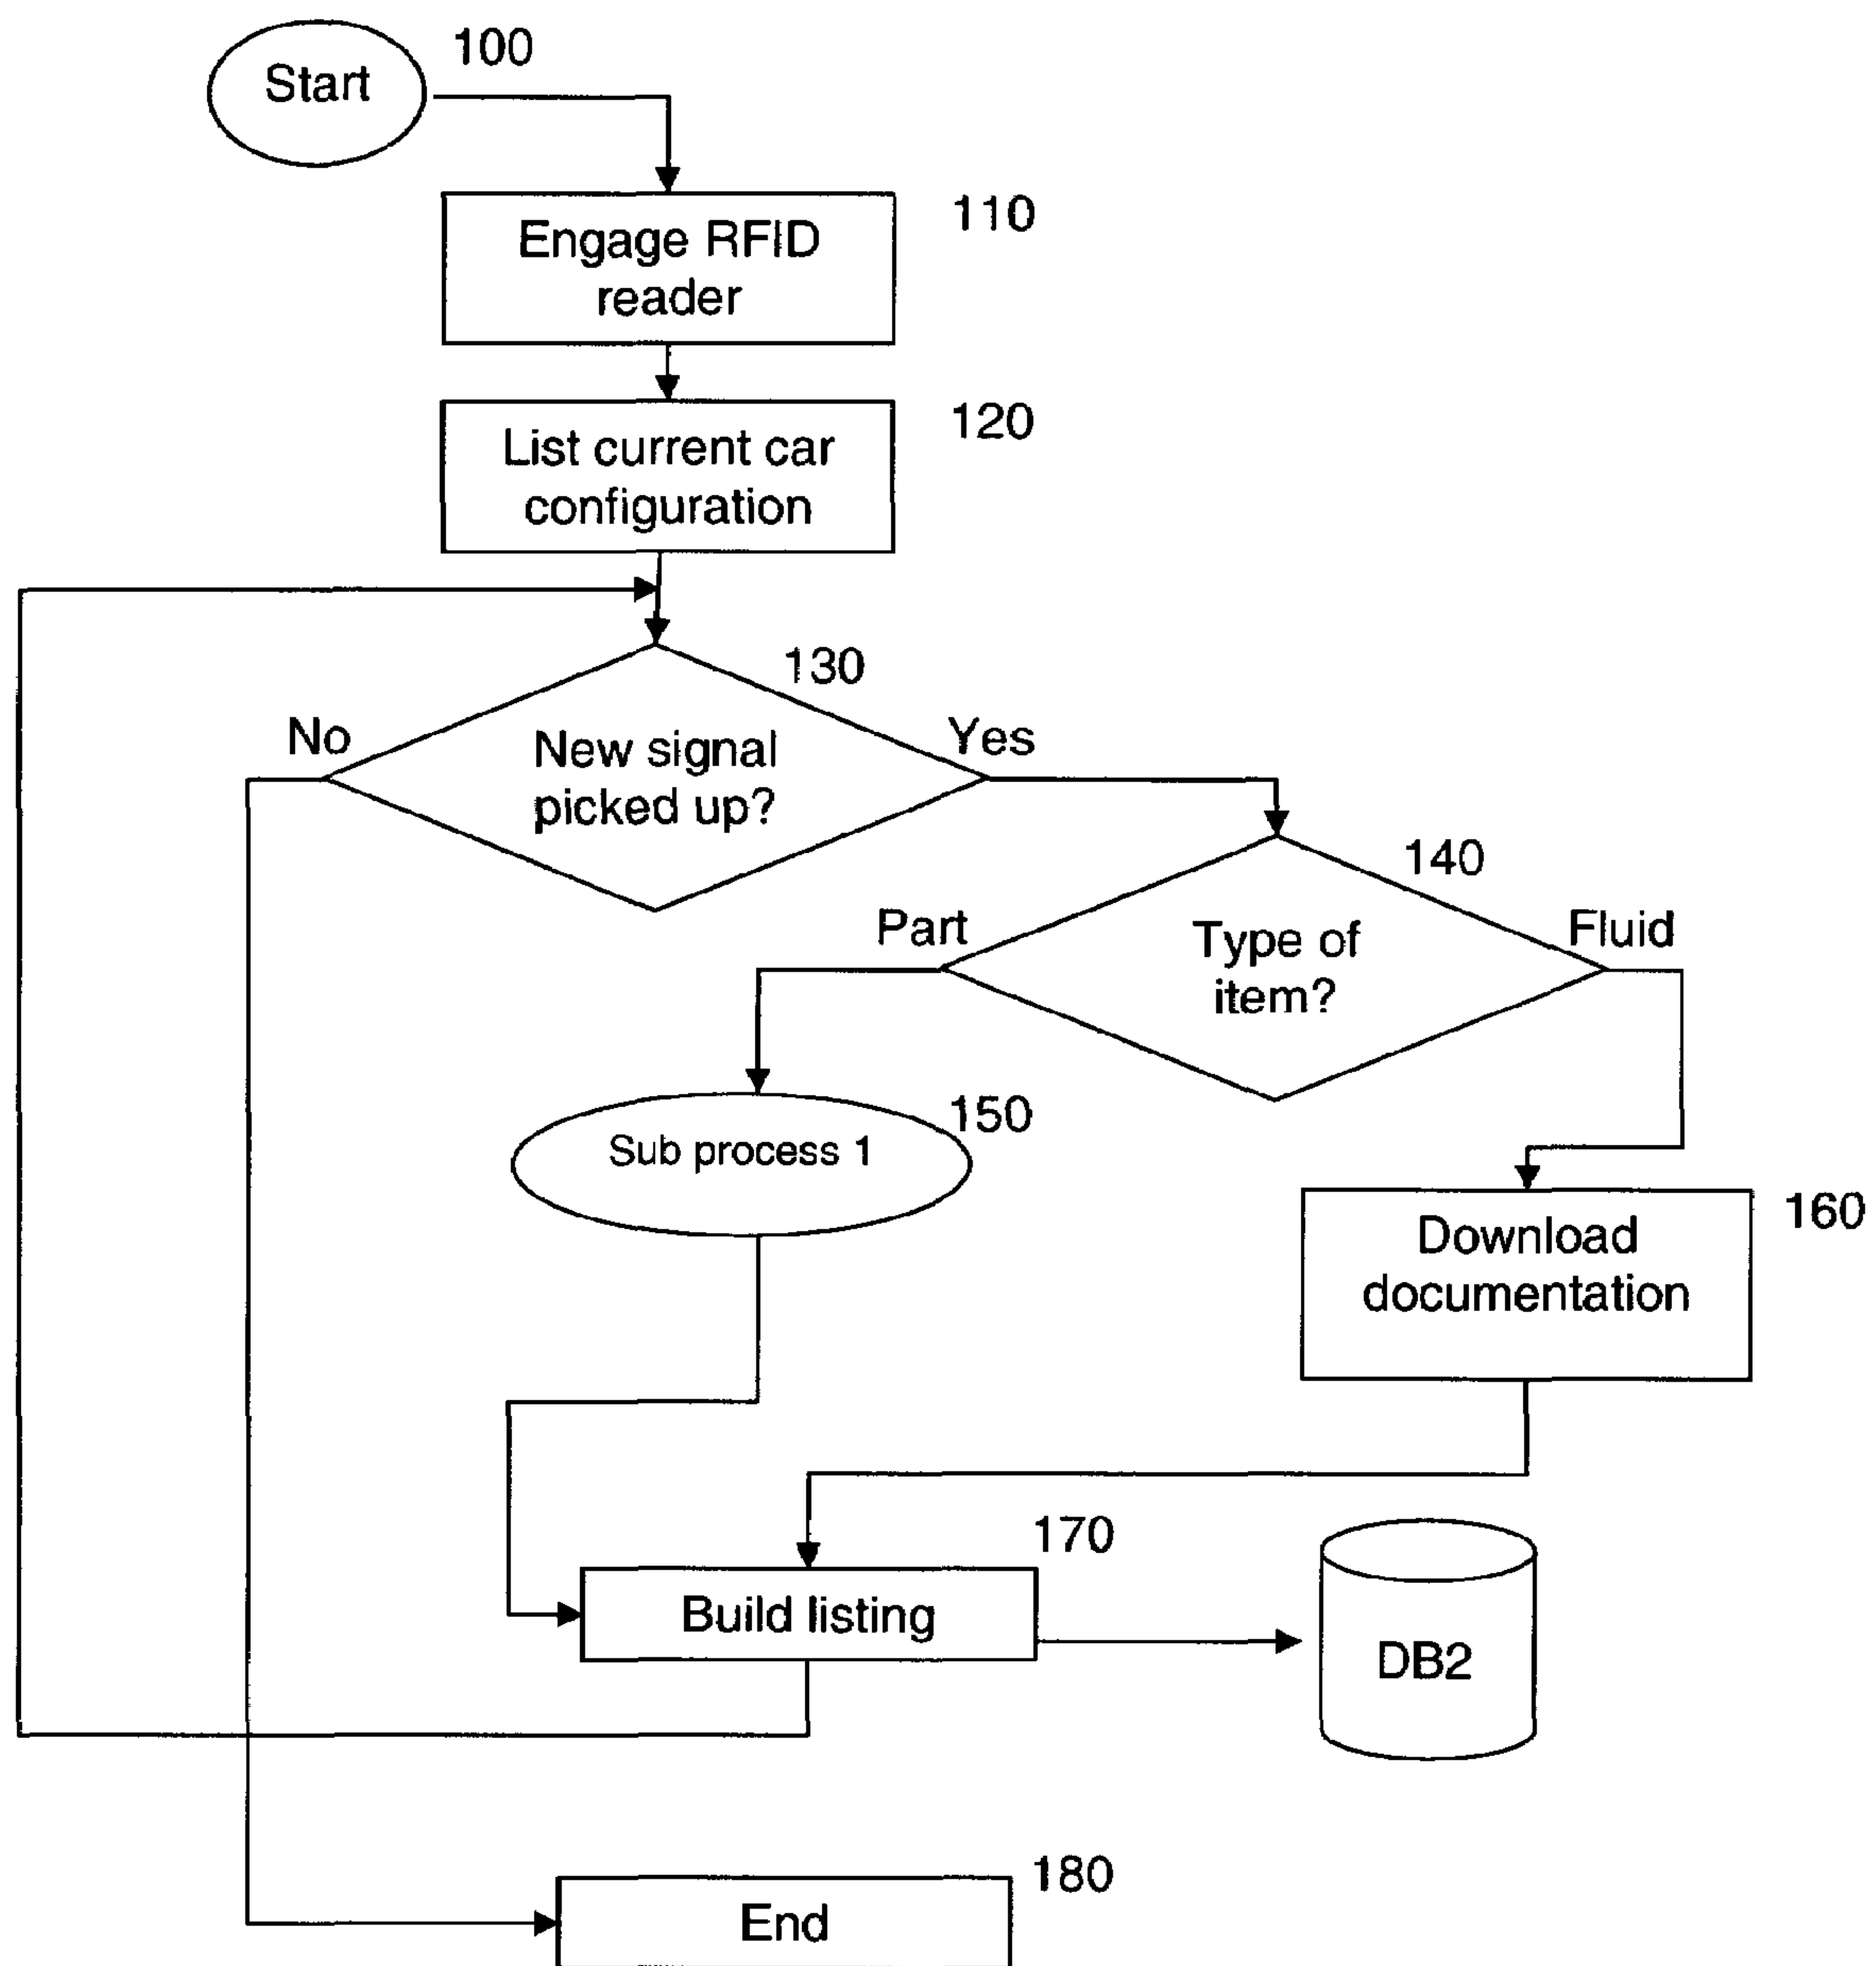 Start
100
Engage RFID
reader
110
List current car
configuration
120
130
No
New signal
picked up?
Yes
140
Part
Type of
item?
Fluid
150
Sub process 1
160
Download
documentation
170
Build listing
DB2
180
End